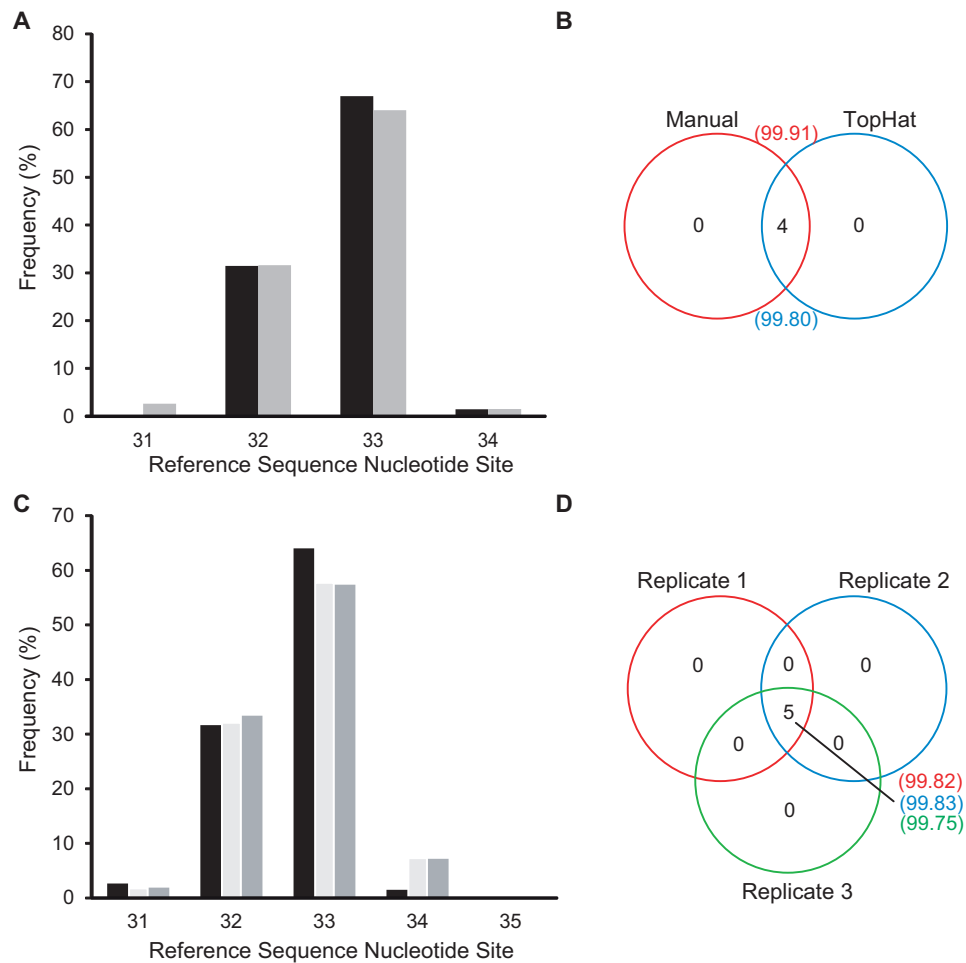 A
Frequency (%)
80
70
60
50
40
30
20
10
0
31 32 33 34
Reference Sequence Nucleotide Site
B
Manual TopHat
(99.91)
0 4 0
(99.80)
C
Frequency (%)
70
60
50
40
30
20
10
0
31 32 33 34 35
Reference Sequence Nucleotide Site
D
Replicate 1 Replicate 2
0 0 0
5
0 0
(99.82)
(99.83)
(99.75)
0
Replicate 3